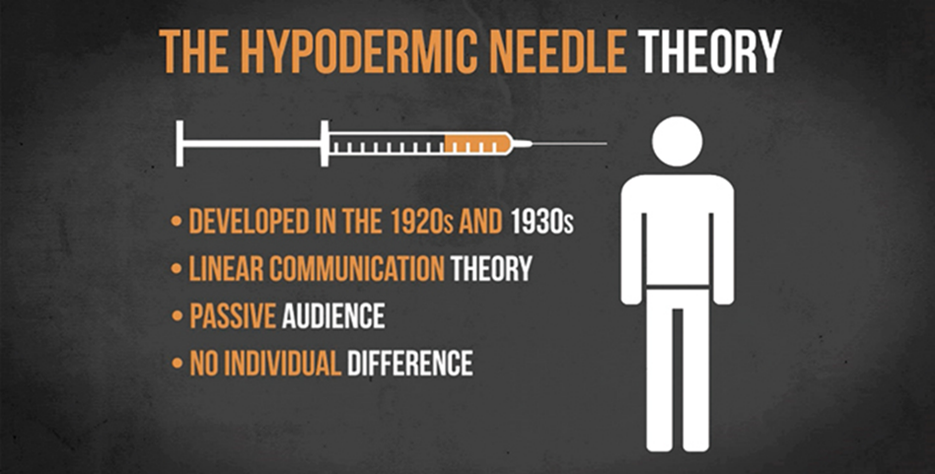 THE HYPODERMIC NEEDLE THEORY
• DEVELOPED IN THE 1920s AND 1930s
• LINEAR COMMUNICATION THEORY
• PASSIVE AUDIENCE
• NO INDIVIDUAL DIFFERENCE